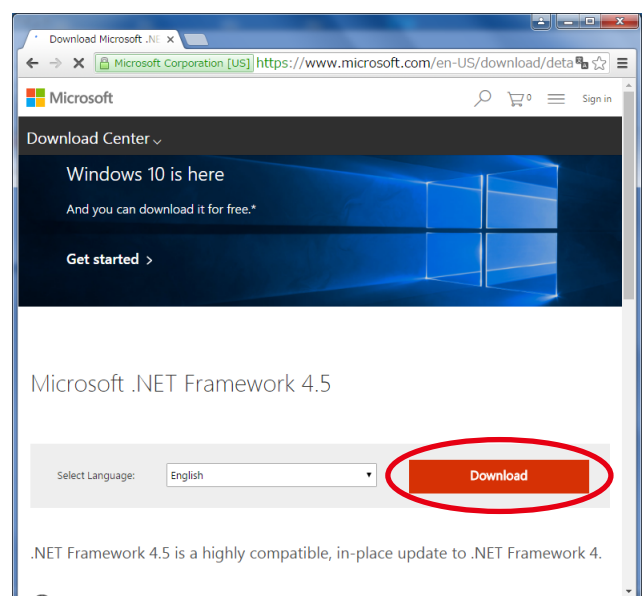 Download Microsoft .NE
Microsoft Corporation [US] https://www.microsoft.com/en-US/download/deta
Microsoft
0
Sign in
Download Center
Windows 10 is here
And you can download it for free.*
Get started >
Microsoft .NET Framework 4.5
Select Language: English Download
.NET Framework 4.5 is a highly compatible, in-place update to .NET Framework 4.